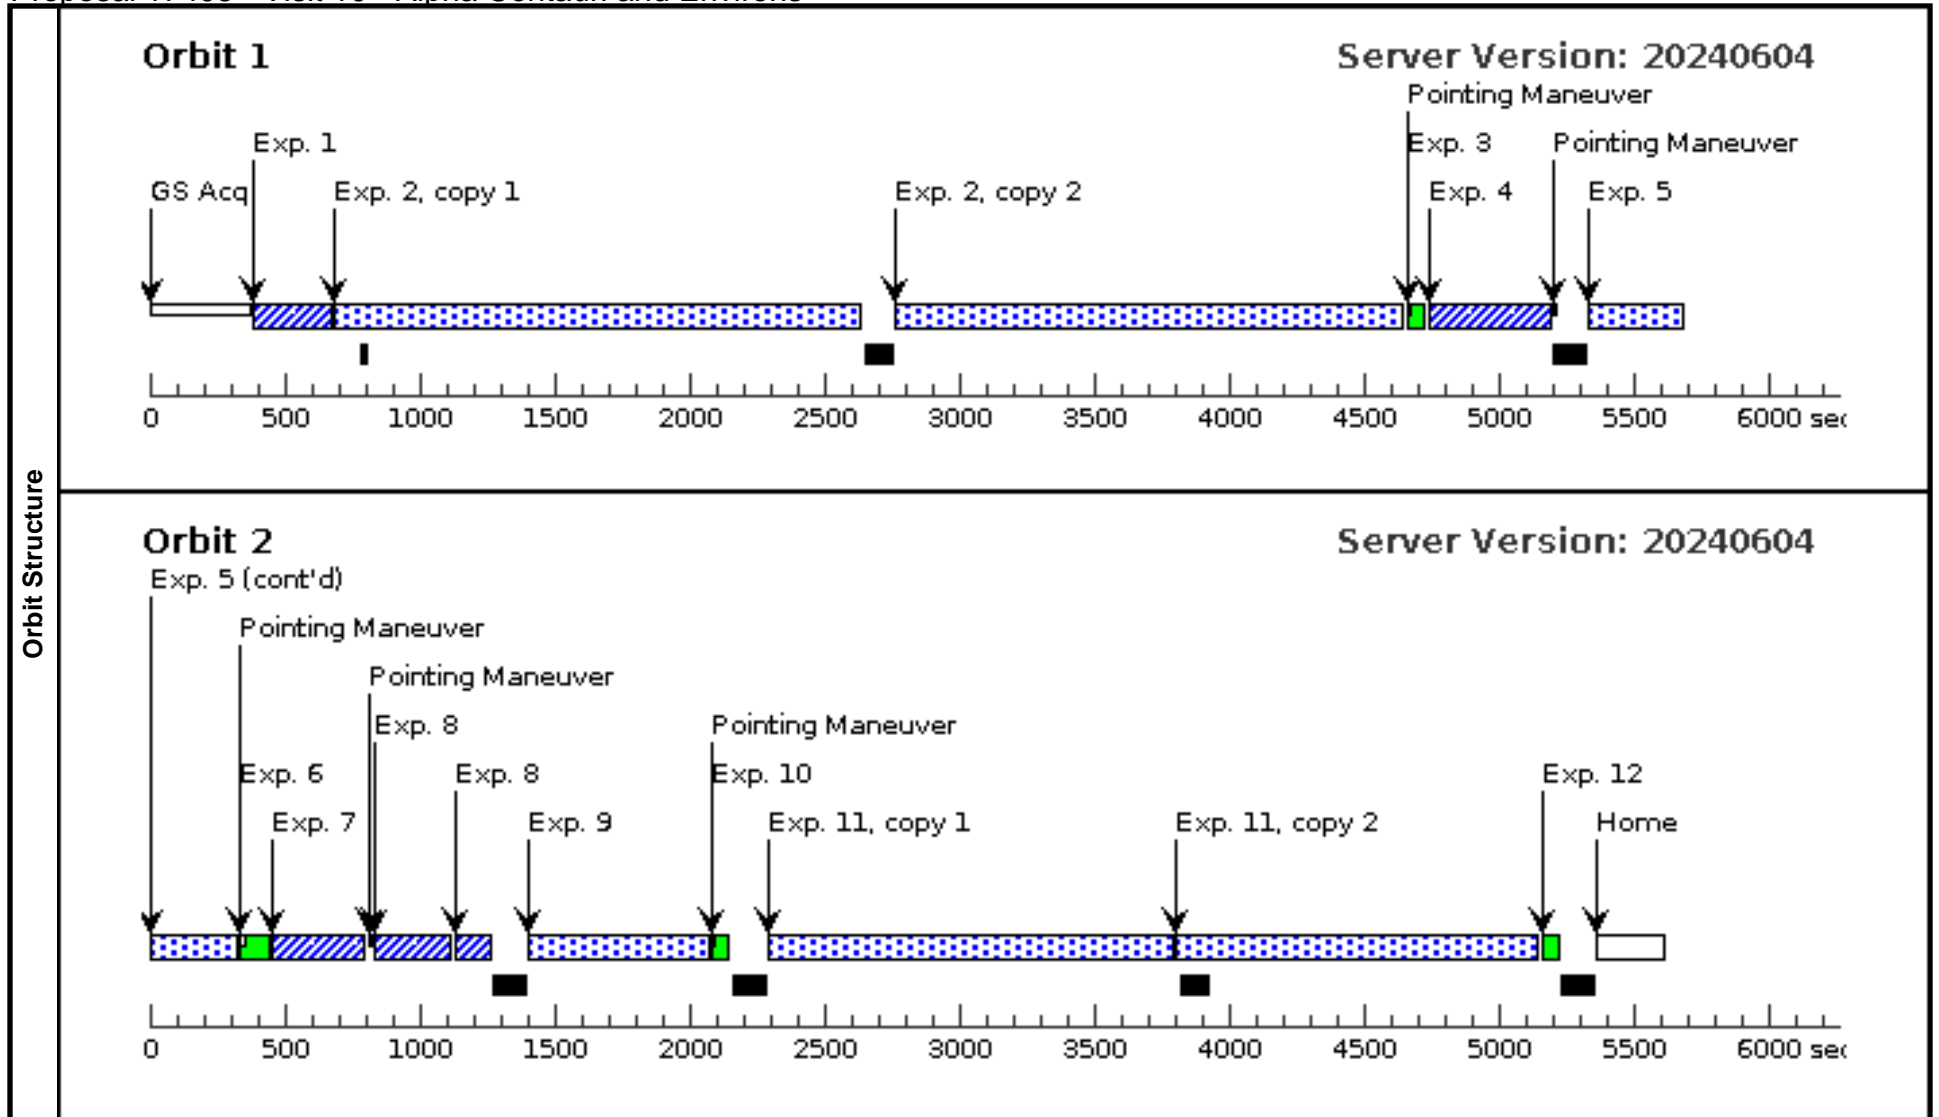 Orbit Structure
Orbit 1
Server Version: 20240604
Pointing Maneuver
Exp. 1
Exp. 3
Pointing Maneuver
GS Acq
Exp. 2, copy 1
Exp. 2, copy 2
Exp. 4
Exp. 5
0 500 1000 1500 2000 2500 3000 3500 4000 4500 5000 5500 6000 sec
Orbit 2
Server Version: 20240604
Exp. 5 (cont'd)
Pointing Maneuver
Pointing Maneuver
Exp. 8
Pointing Maneuver
Exp. 6
Exp. 8
Exp. 10
Exp. 12
Exp. 7
Exp. 9
Exp. 11, copy 1
Exp. 11, copy 2
Home
0 500 1000 1500 2000 2500 3000 3500 4000 4500 5000 5500 6000 sec